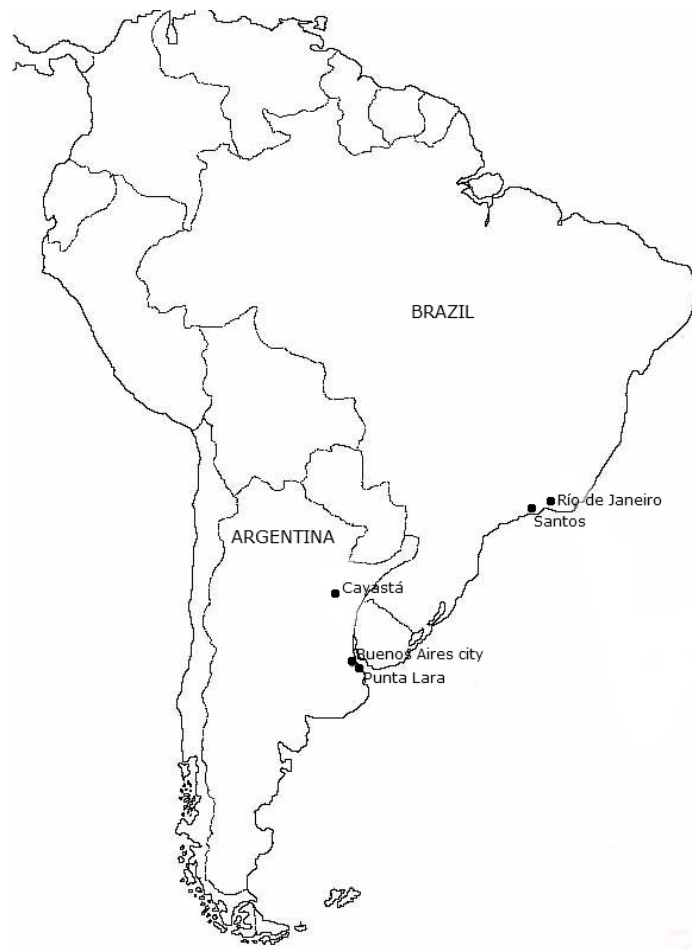 BRAZIL
Río de Janeiro
Santos
ARGENTINA
Cayastá
Buenos Aires city
Punta Lara